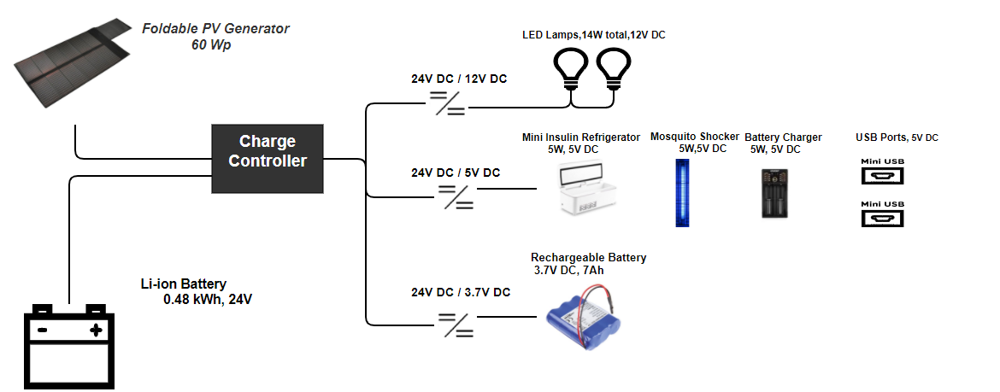 Foldable PV Generator
60 Wp
LED Lamps,14W total,12V DC
24V DC / 12V DC
Charge
Controller
Mini Insulin Refrigerator
5W, 5V DC
Mosquito Shocker
5W,5V DC
Battery Charger
5W, 5V DC
USB Ports, 5V DC
Mini USB
Mini USB
24V DC / 5V DC
Li-ion Battery
0.48 kWh, 24V
Rechargeable Battery
3.7V DC, 7Ah
24V DC / 3.7V DC